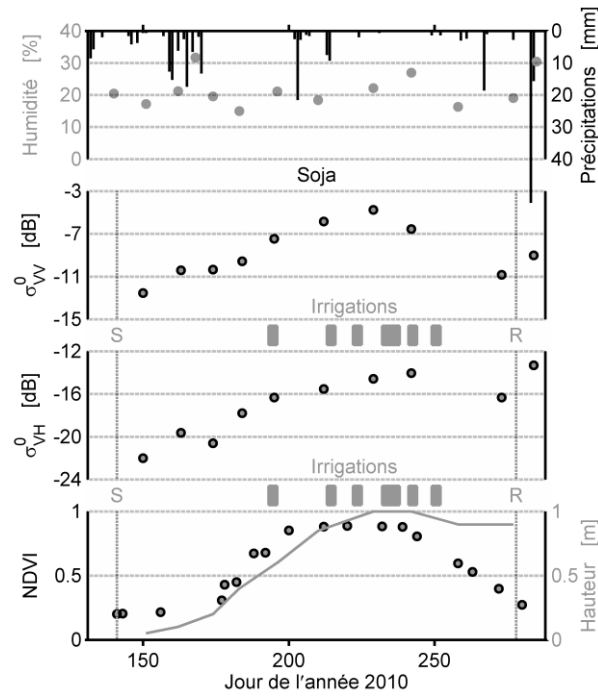 Humidité [%]
40
30
20
10
0
0
10
20
30
40
Précipitations [mm]
Soja
σ⁰VV [dB]
-3
-7
-11
-15
Irrigations
S
R
σ⁰VH [dB]
-12
-16
-20
-24
Irrigations
S
R
NDVI
1
0.5
0
1
0.5
0
Hauteur [m]
150
200
250
Jour de l'année 2010